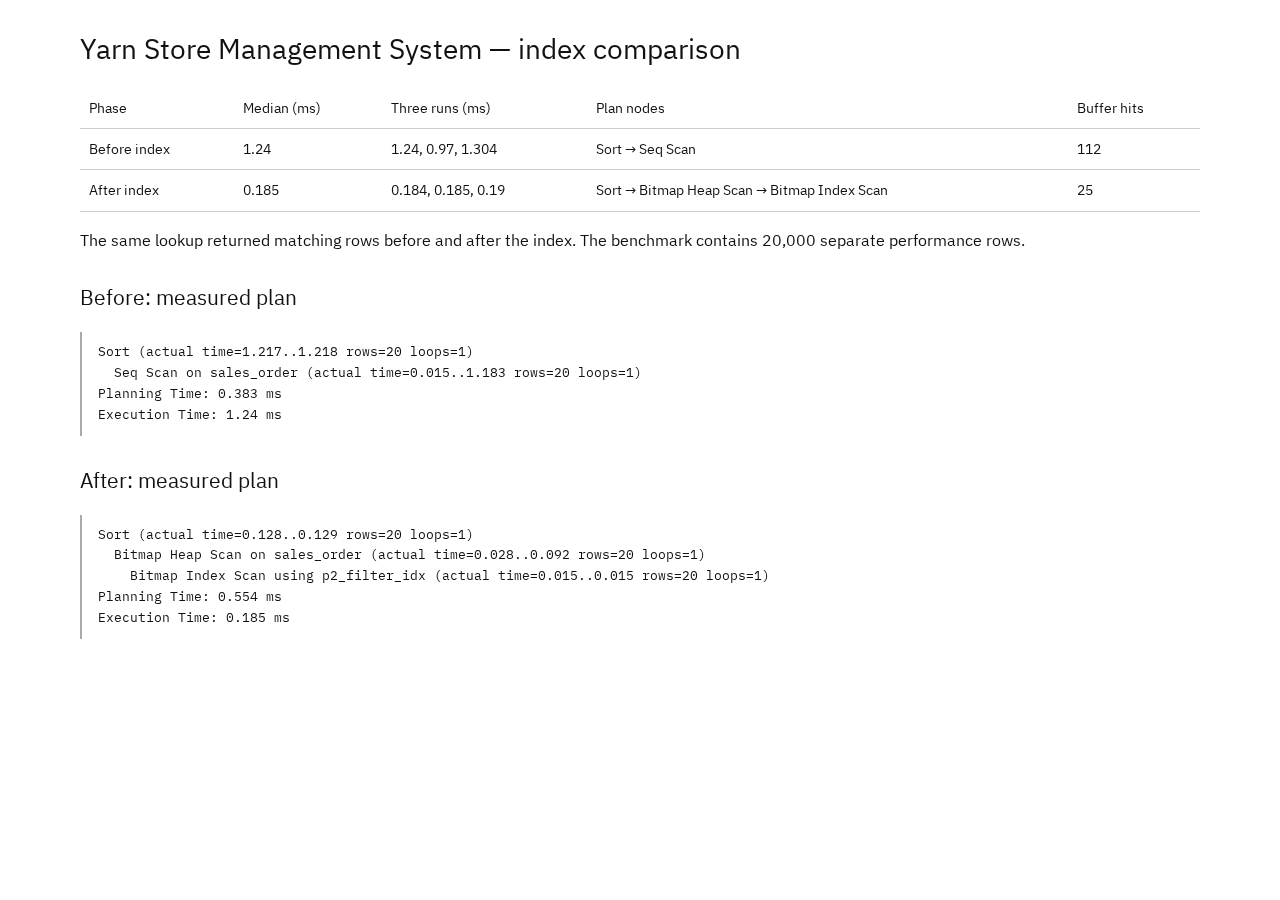 Yarn Store Management System — index comparison
Phase Median (ms) Three runs (ms) Plan nodes Buffer hits
Before index 1.24 1.24, 0.97, 1.304 Sort → Seq Scan 112
After index 0.185 0.184, 0.185, 0.19 Sort → Bitmap Heap Scan → Bitmap Index Scan 25
The same lookup returned matching rows before and after the index. The benchmark contains 20,000 separate performance rows.
Before: measured plan
Sort (actual time=1.217..1.218 rows=20 loops=1)
  Seq Scan on sales_order (actual time=0.015..1.183 rows=20 loops=1)
Planning Time: 0.383 ms
Execution Time: 1.24 ms
After: measured plan
Sort (actual time=0.128..0.129 rows=20 loops=1)
  Bitmap Heap Scan on sales_order (actual time=0.028..0.092 rows=20 loops=1)
    Bitmap Index Scan using p2_filter_idx (actual time=0.015..0.015 rows=20 loops=1)
Planning Time: 0.554 ms
Execution Time: 0.185 ms